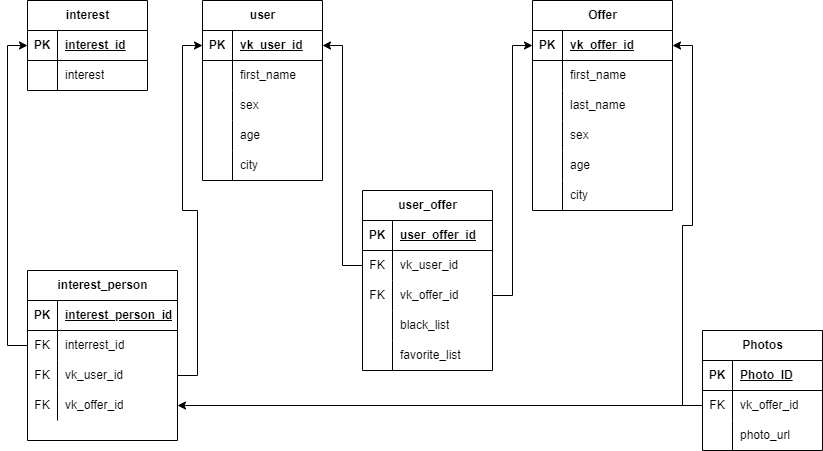 interest
PK interest_id
interest
user
PK vk_user_id
first_name
sex
age
city
Offer
PK vk_offer_id
first_name
last_name
sex
age
city
user_offer
PK user_offer_id
FK vk_user_id
FK vk_offer_id
black_list
favorite_list
interest_person
PK interest_person_id
FK interrest_id
FK vk_user_id
FK vk_offer_id
Photos
PK Photo_ID
FK vk_offer_id
photo_url